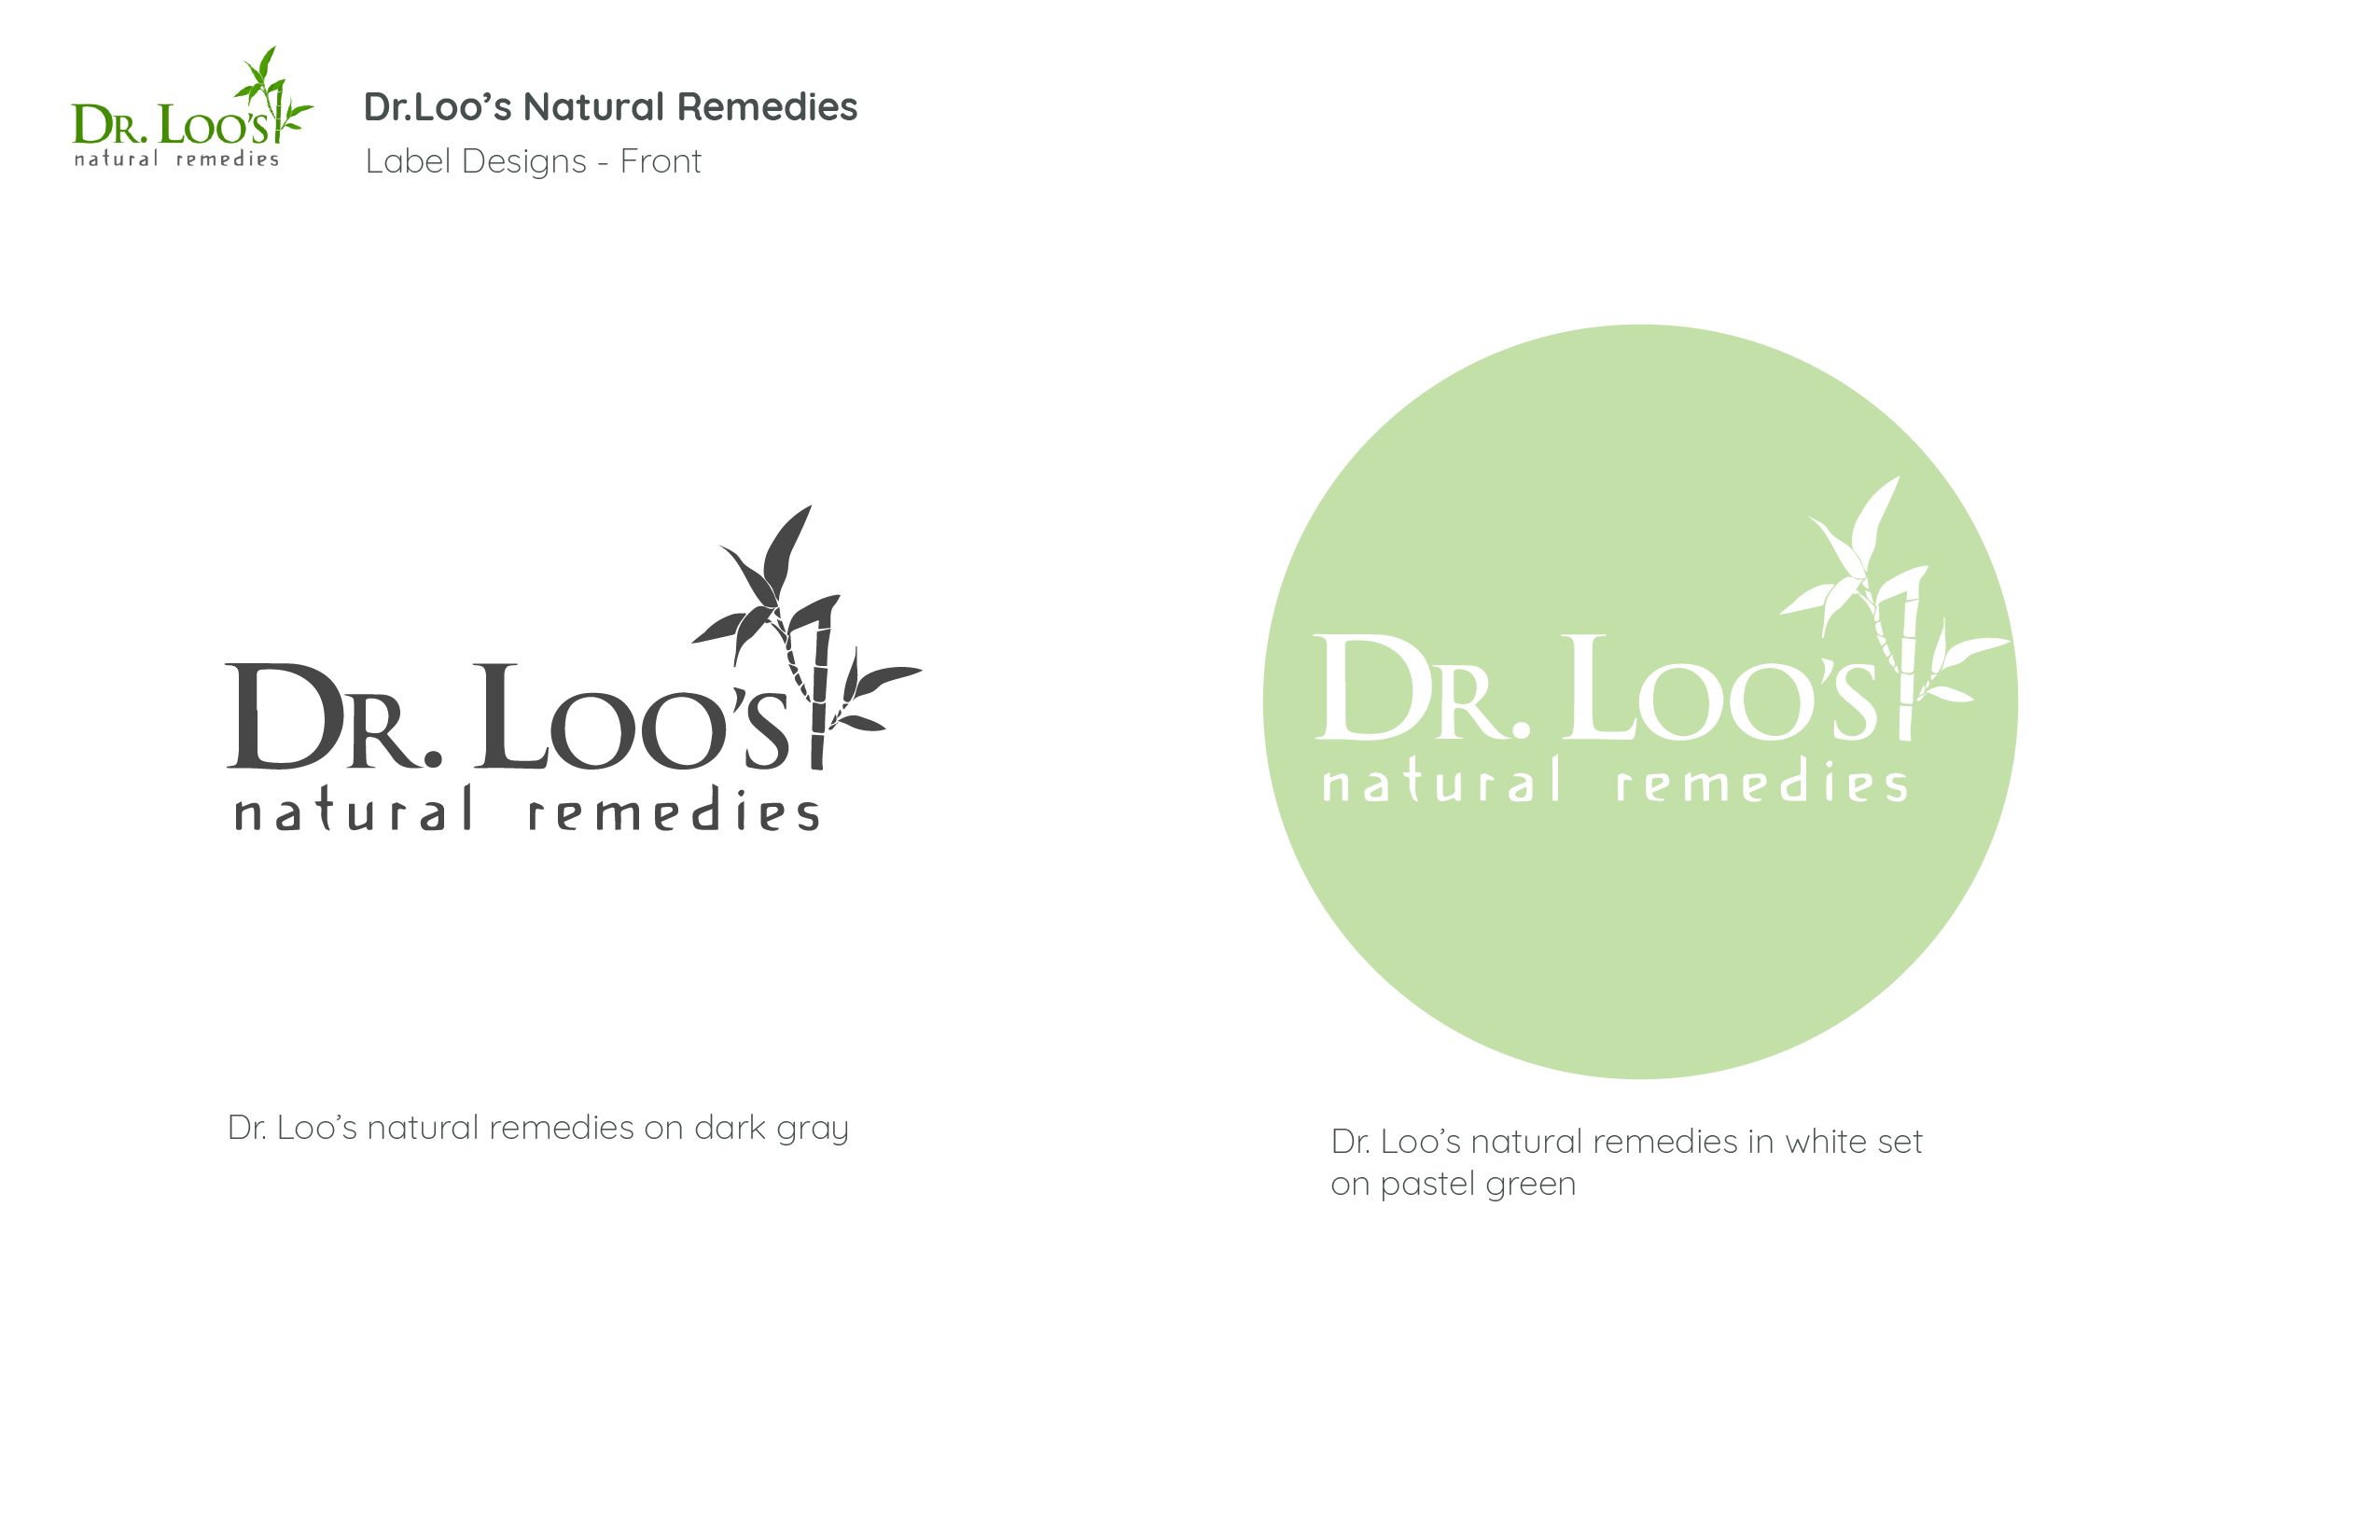 DR. LOO'S
natural remedies
Dr.Loo's Natural Remedies
Label Designs - Front
DR. LOO'S
natural remedies
Dr. Loo's natural remedies on dark gray
DR. LOO'S
natural remedies
Dr. Loo's natural remedies in white set
on pastel green